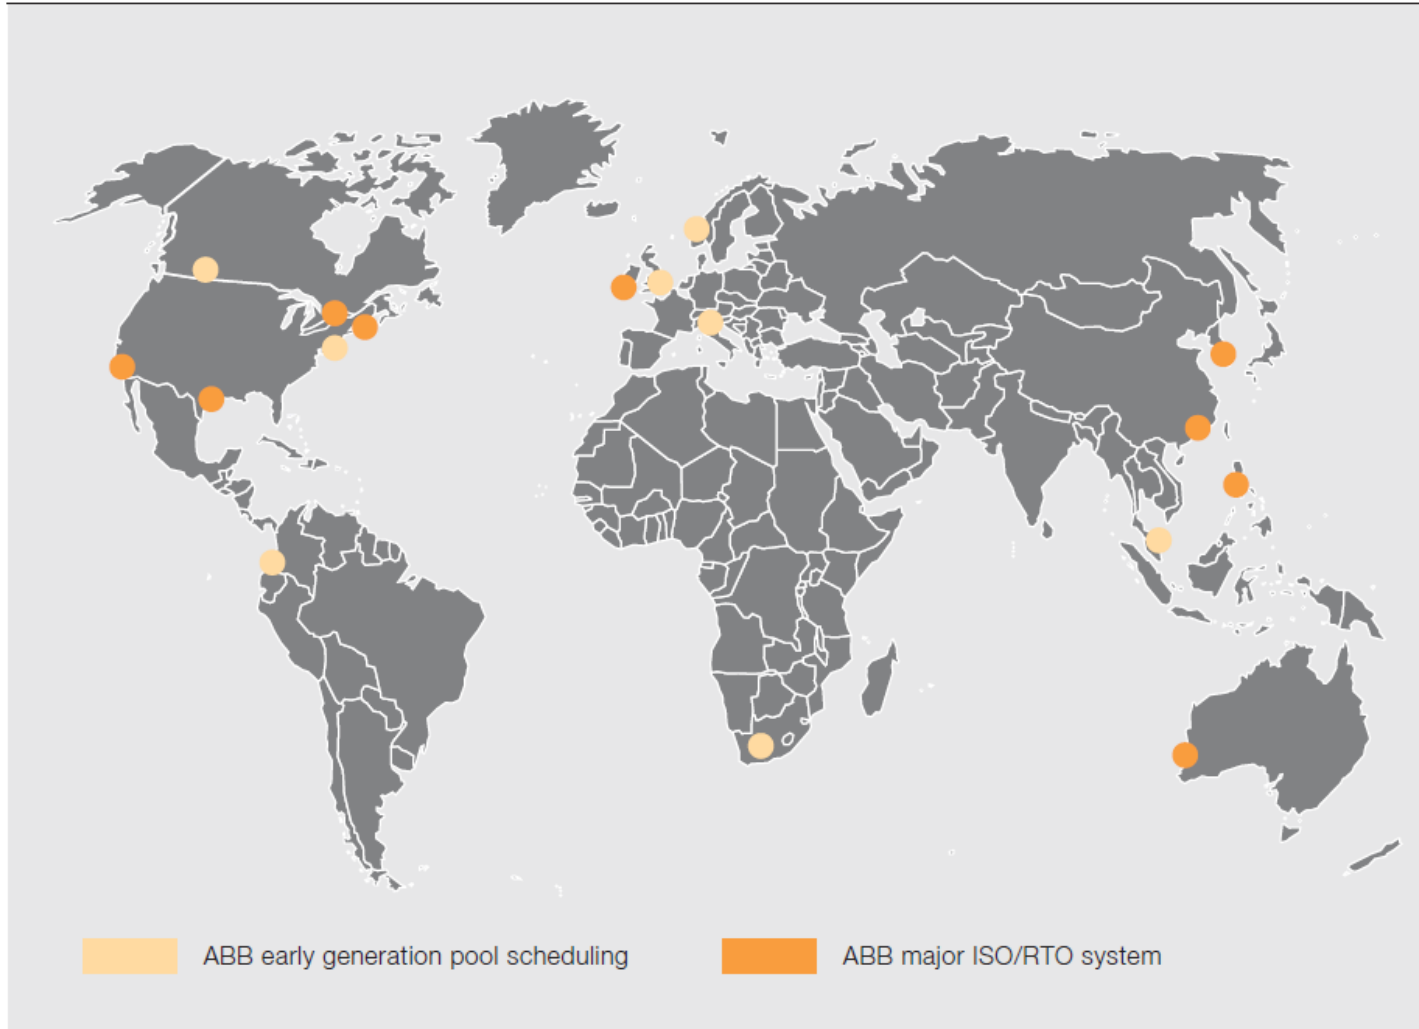 ABB early generation pool scheduling
ABB major ISO/RTO system